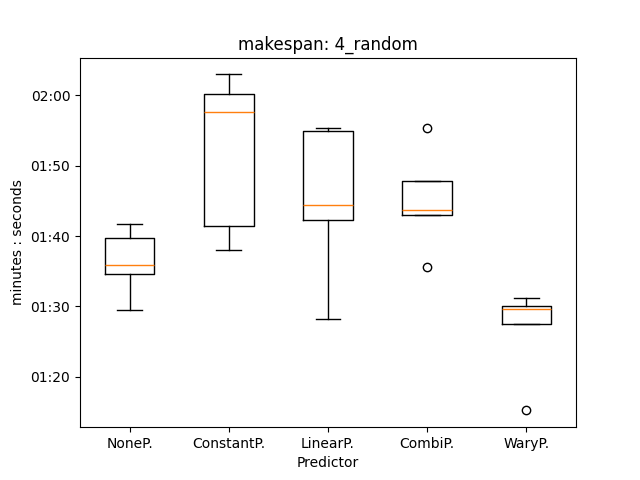 makespan: 4_random
minutes : seconds
02:00
01:50
01:40
01:30
01:20
NoneP. ConstantP. LinearP. CombiP. WaryP.
Predictor